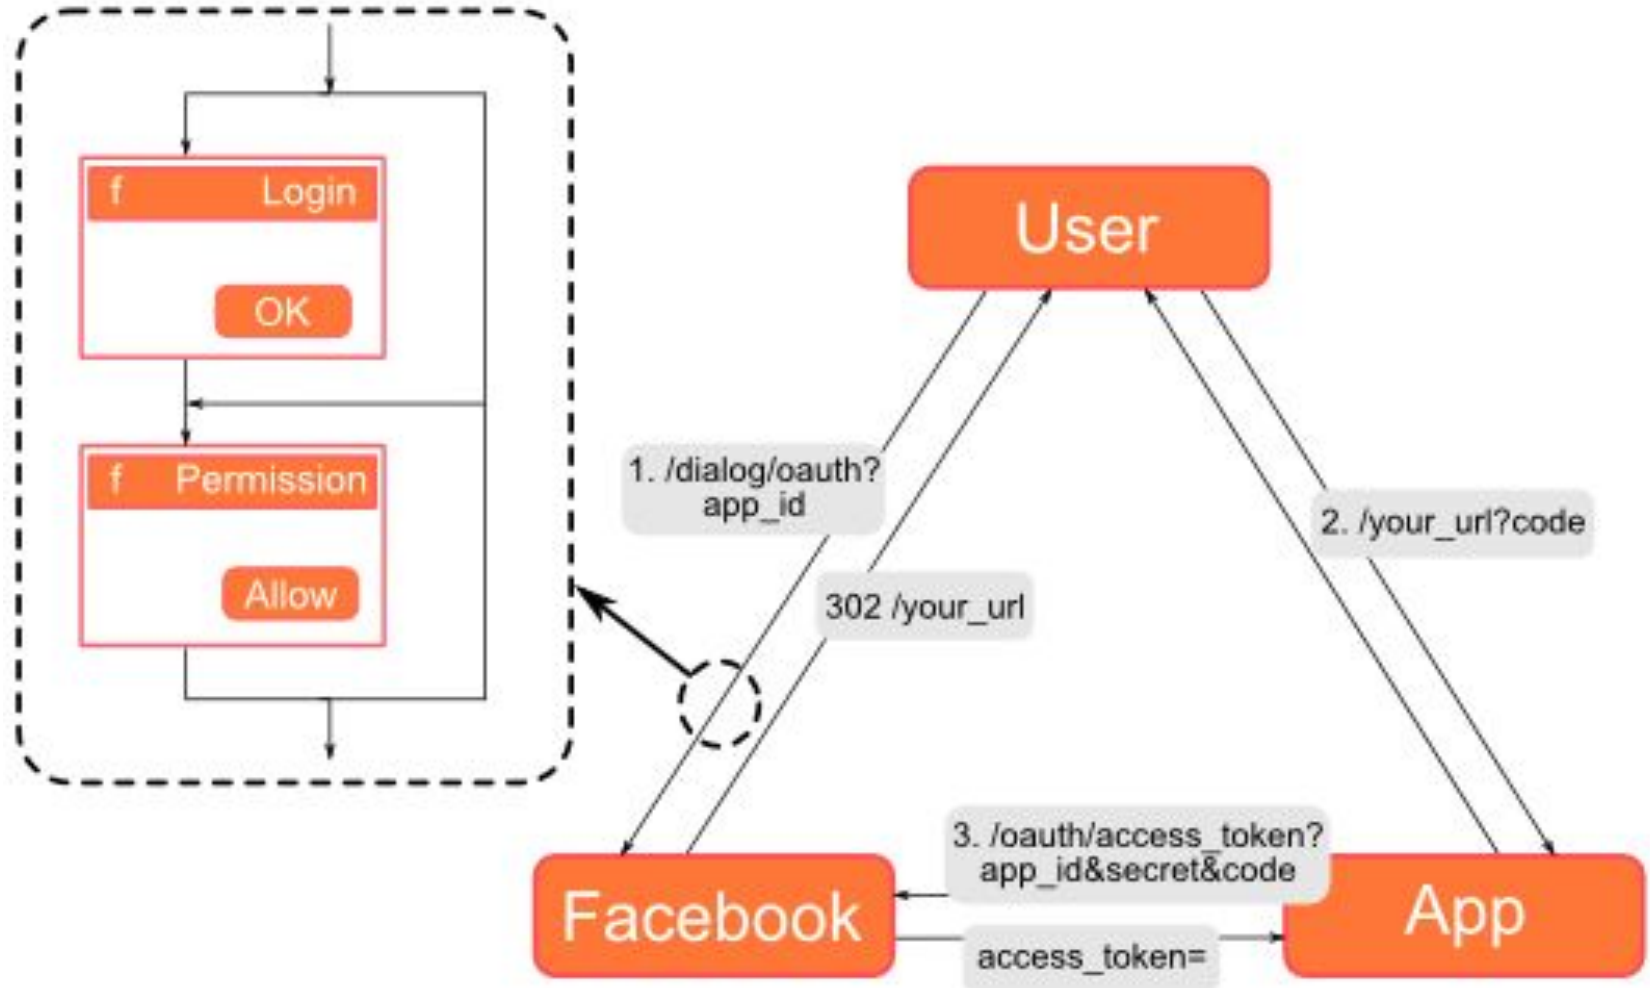 f Login
OK
f Permission
Allow
User
1. /dialog/oauth?
app_id
302 /your_url
2. /your_url?code
3. /oauth/access_token?
app_id&secret&code
Facebook
access_token=
App